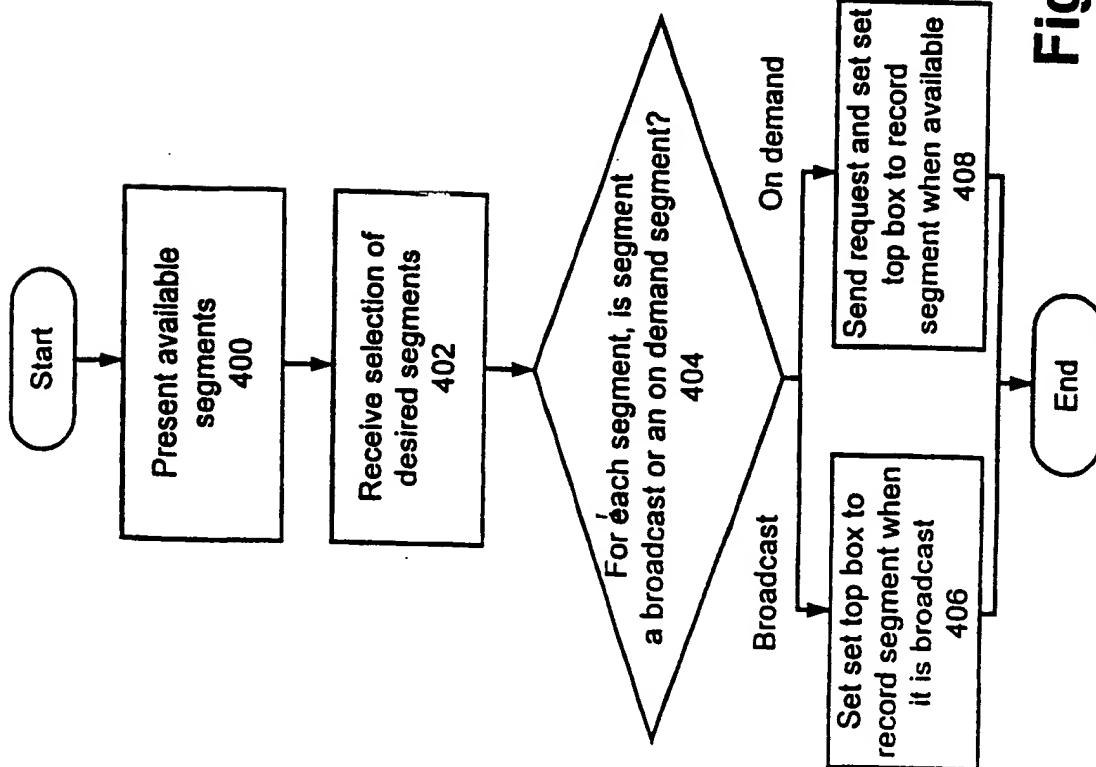 Start
Present available
segments
400
Receive selection of
desired segments
402
For each segment, is segment
a broadcast or an on demand segment?
404
Broadcast
On demand
Set set top box to
record segment when
it is broadcast
406
Send request and set set
top box to record
segment when available
408
End
Fig